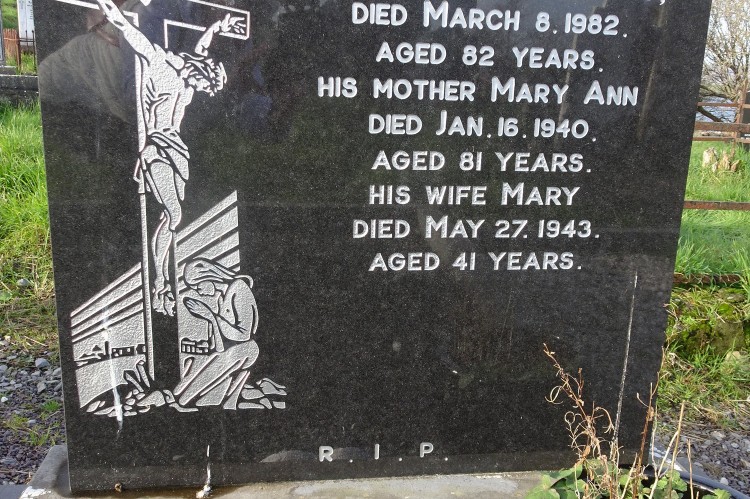 DIED MARCH 8. 1982.
AGED 82 YEARS.
HIS MOTHER MARY ANN
DIED JAN. 16. 1940.
AGED 81 YEARS.
HIS WIFE MARY
DIED MAY 27. 1943.
AGED 41 YEARS.
R. I. P.